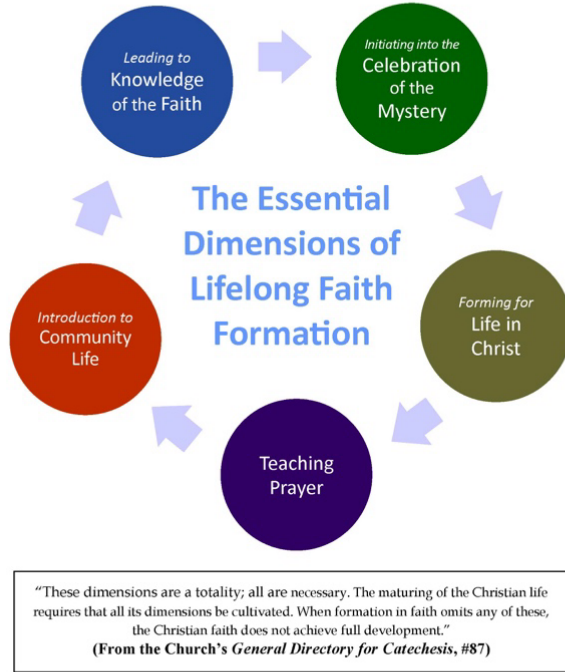 Leading to
Knowledge
of the Faith
Initiating into the
Celebration
of the
Mystery
The Essential
Dimensions of
Lifelong Faith
Formation
Forming for
Life in
Christ
Teaching
Prayer
Introduction to
Community
Life
“These dimensions are a totality; all are necessary. The maturing of the Christian life
requires that all its dimensions be cultivated. When formation in faith omits any of these,
the Christian faith does not achieve full development.”
(From the Church’s General Directory for Catechesis, #87)